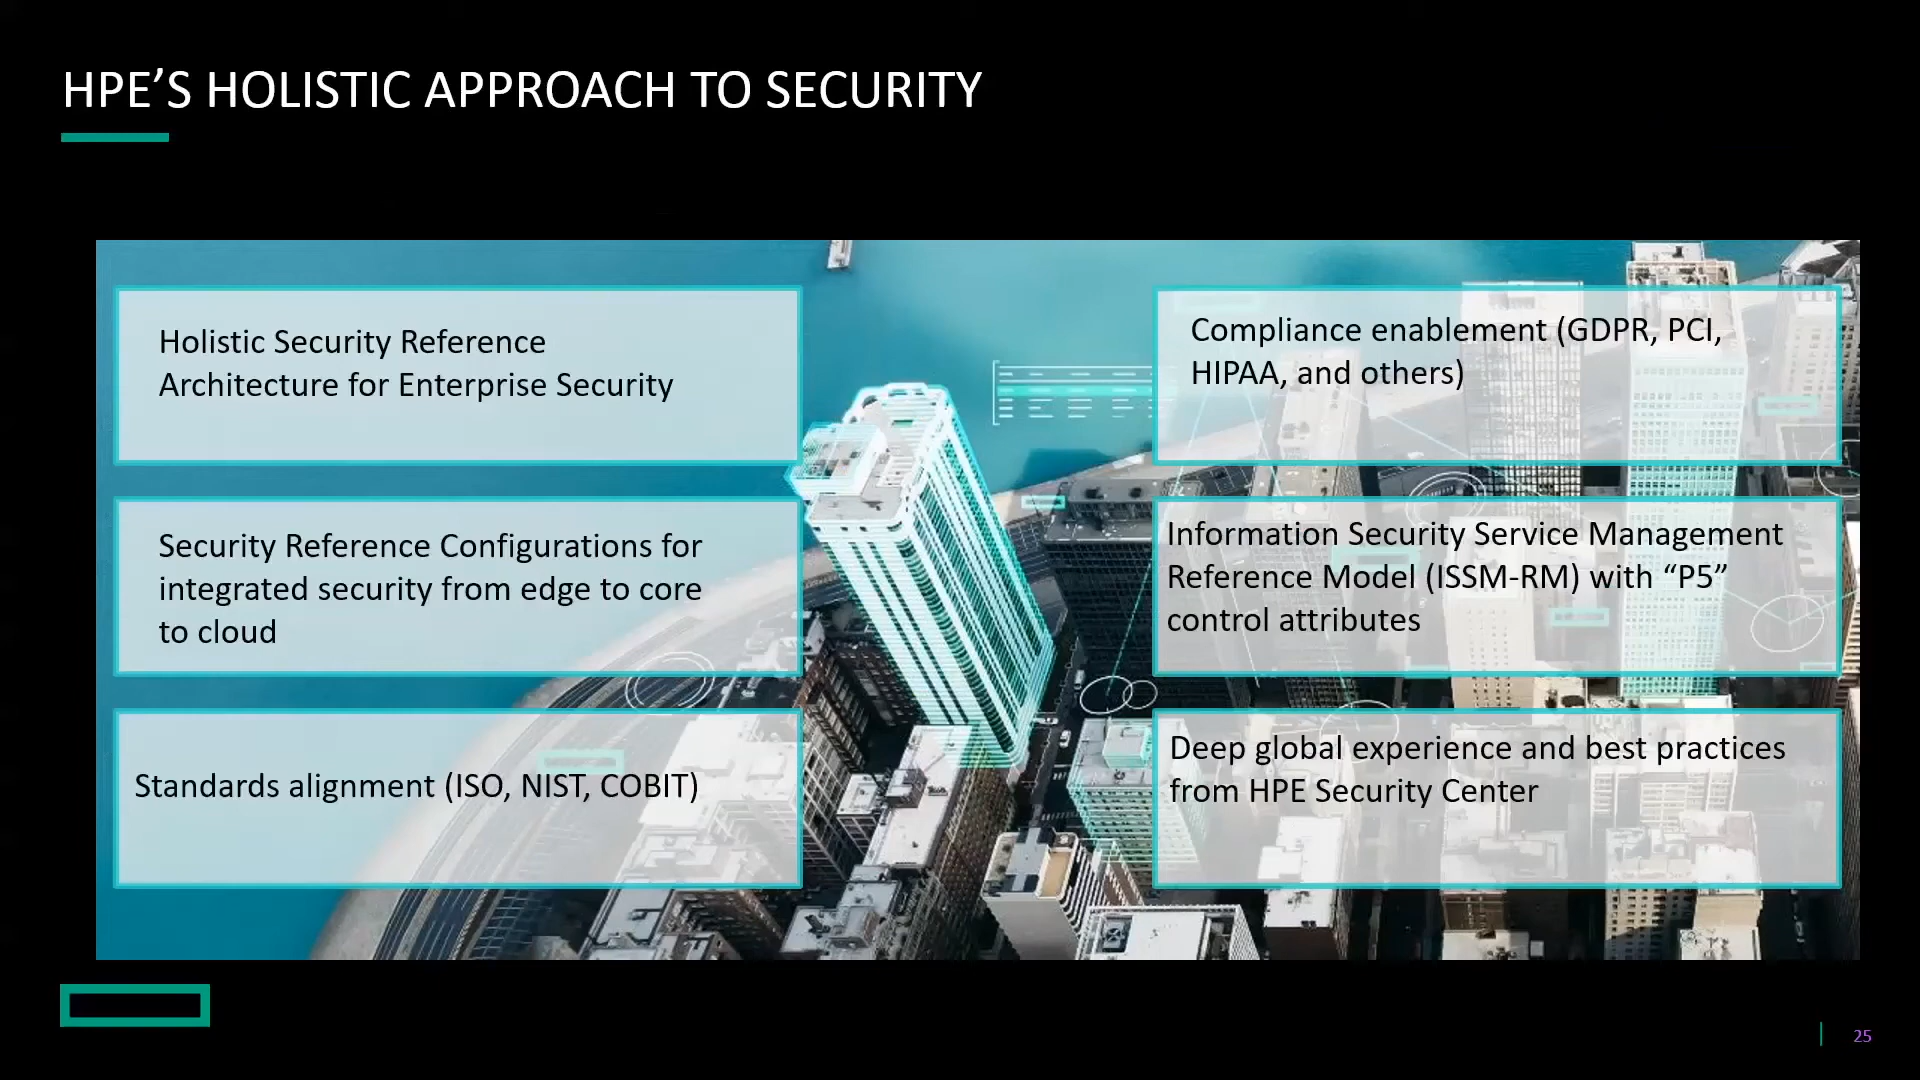 HPE’S HOLISTIC APPROACH TO SECURITY
Holistic Security Reference
Architecture for Enterprise Security
Security Reference Configurations for
integrated security from edge to core
to cloud
Standards alignment (ISO, NIST, COBIT)
Compliance enablement (GDPR, PCI,
HIPAA, and others)
Information Security Service Management
Reference Model (ISSM-RM) with “P5”
control attributes
Deep global experience and best practices
from HPE Security Center
25